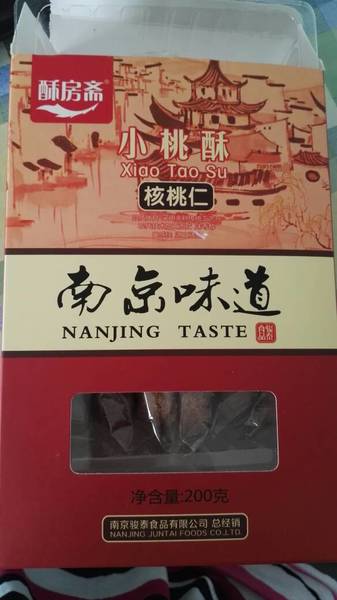 酥房斋
小桃酥
Xiao Tao Su
核桃仁
南京味道
NANJING TASTE
净含量:200克
南京骏泰食品有限公司 总经销
NANJING JUNTAI FOODS CO.,LTD.